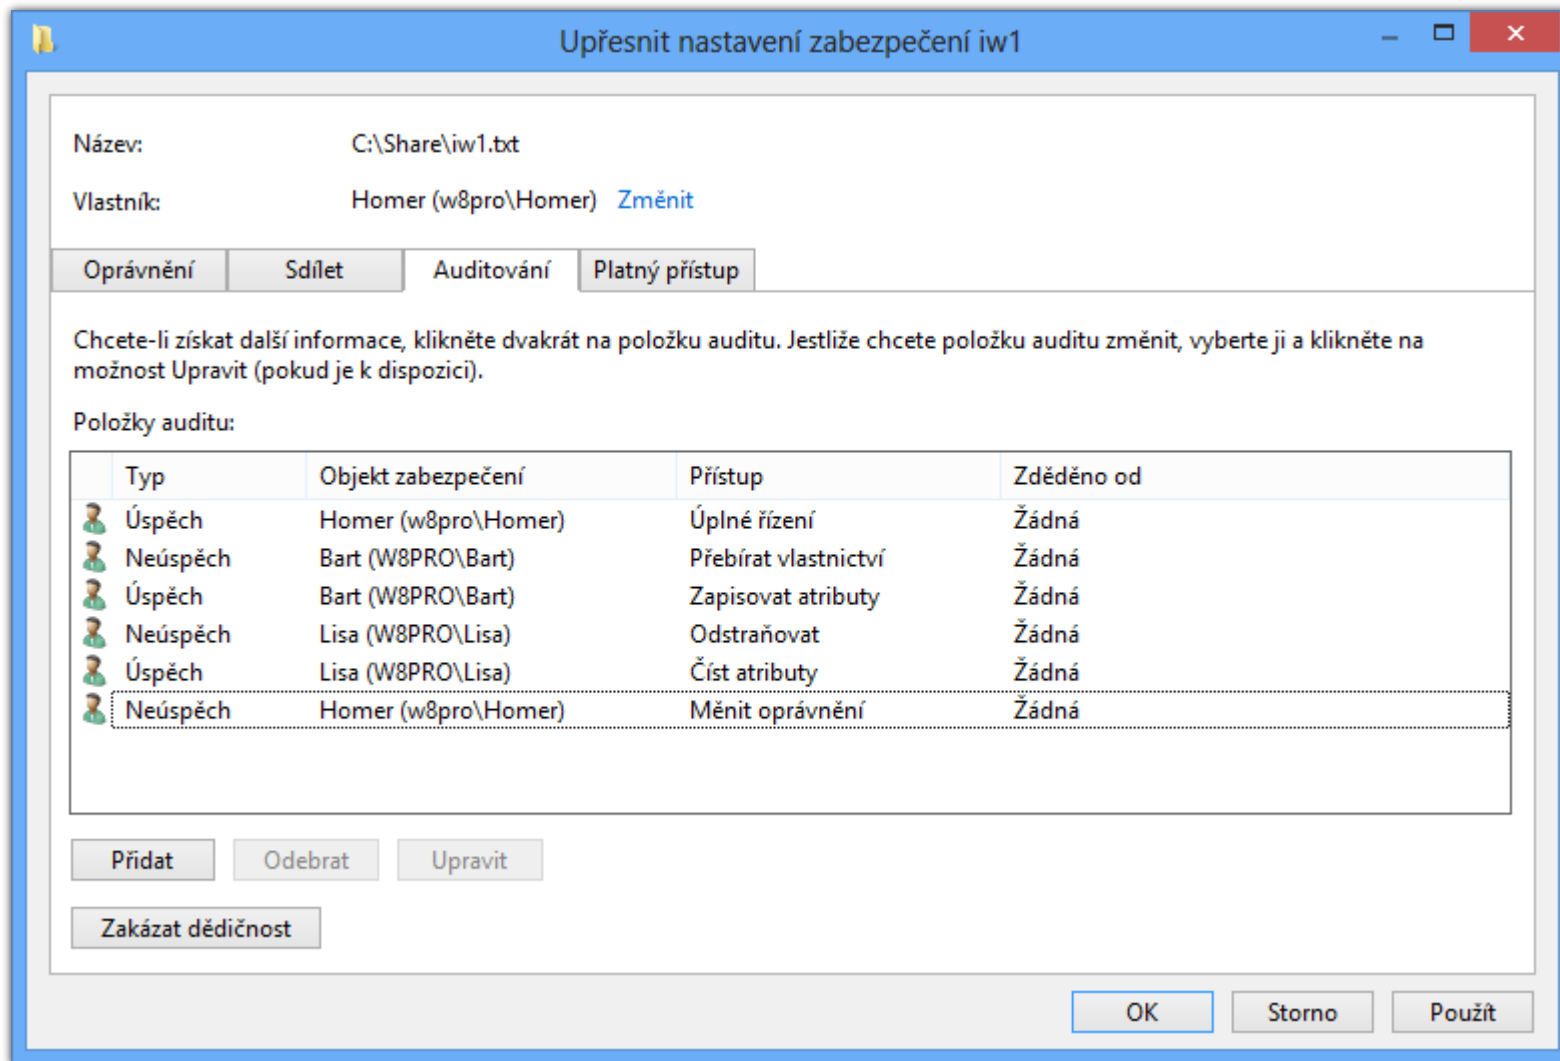 Upřesnit nastavení zabezpečení iw1
Název: C:\Share\iw1.txt
Vlastník: Homer (w8pro\Homer) Změnit
Oprávnění Sdílet Auditování Platný přístup
Chcete-li získat další informace, klikněte dvakrát na položku auditu. Jestliže chcete položku auditu změnit, vyberte ji a klikněte na
možnost Upravit (pokud je k dispozici).
Položky auditu:
Typ Objekt zabezpečení Přístup Zděděno od
Úspěch Homer (w8pro\Homer) Úplné řízení Žádná
Neúspěch Bart (W8PRO\Bart) Přebírat vlastnictví Žádná
Úspěch Bart (W8PRO\Bart) Zapisovat atributy Žádná
Neúspěch Lisa (W8PRO\Lisa) Odstraňovat Žádná
Úspěch Lisa (W8PRO\Lisa) Číst atributy Žádná
Neúspěch Homer (w8pro\Homer) Měnit oprávnění Žádná
Přidat Odebrat Upravit
Zakázat dědičnost
OK Storno Použít